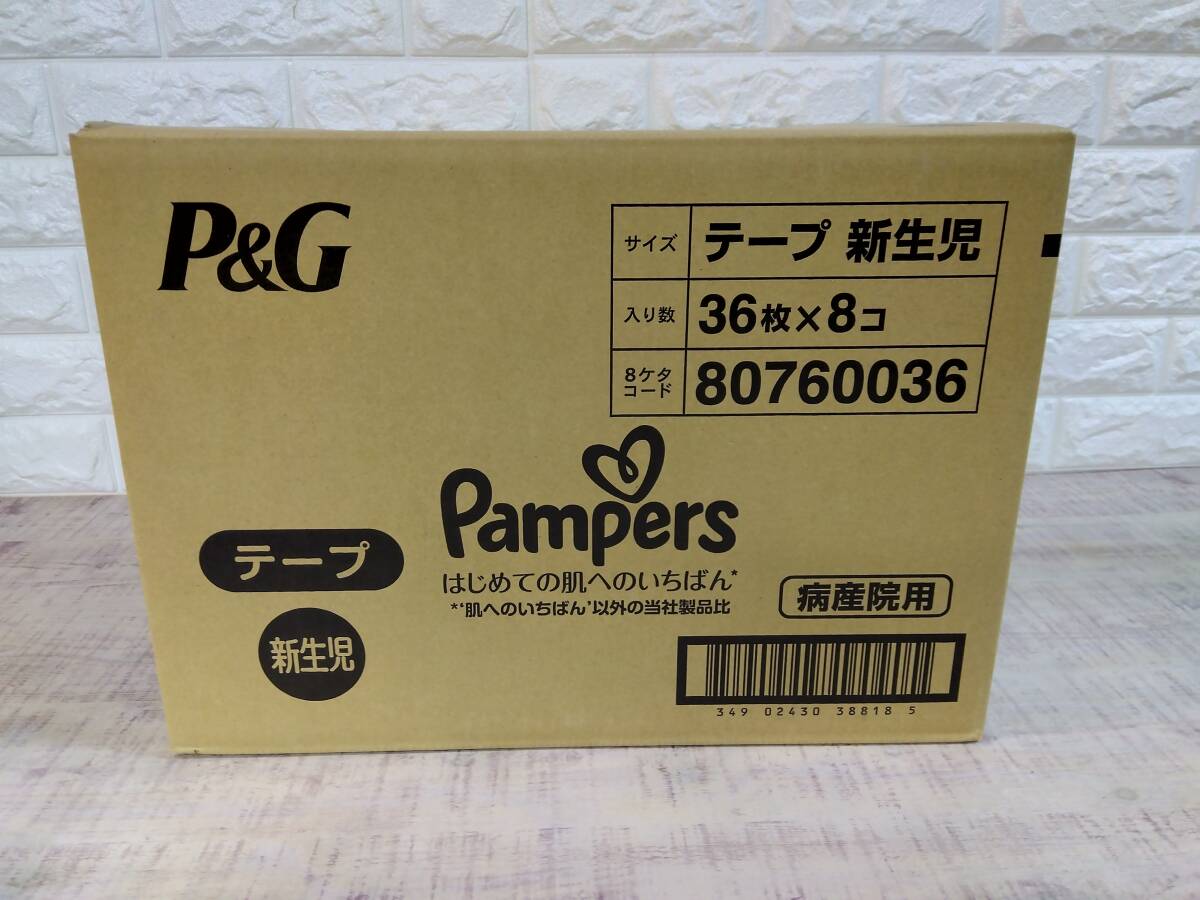 P&G
サイズ テープ 新生児
入り数 36枚×8コ
8ケタ
コード 80760036
Pampers
はじめての肌へのいちばん*
*“肌へのいちばん”以外の当社製品比
テープ
新生児
病産院用
349 02430 38818 5